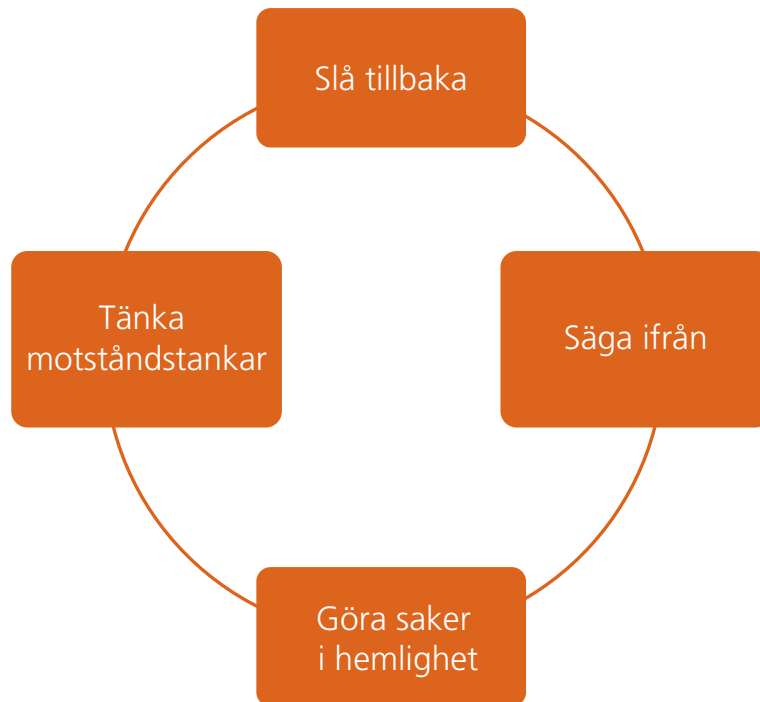 Slå tillbaka
Tänka
motståndstankar
Säga ifrån
Göra saker
i hemlighet